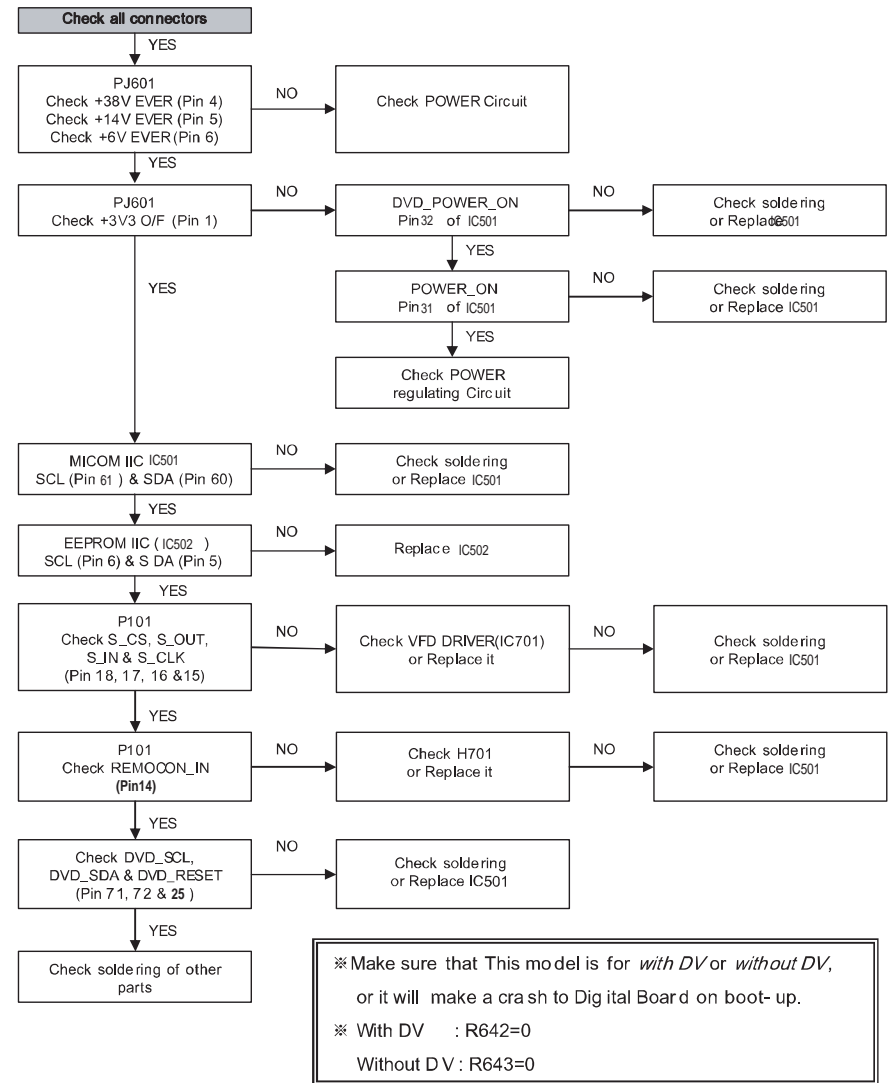 Check all connectors
YES
PJ601
Check +38V EVER (Pin 4)
Check +14V EVER (Pin 5)
Check +6V EVER (Pin 6)
NO
Check POWER Circuit
YES
PJ601
Check +3V3 O/F (Pin 1)
NO
DVD_POWER_ON
Pin32 of IC501
NO
Check soldering
or Replace IC501
YES
YES
POWER_ON
Pin31 of IC501
NO
Check soldering
or Replace IC501
YES
Check POWER
regulating Circuit
MICOM IIC IC501
SCL (Pin 61 ) & SDA (Pin 60)
NO
Check soldering
or Replace IC501
YES
EEPROM IIC ( IC502 )
SCL (Pin 6) & SDA (Pin 5)
NO
Replace IC502
YES
P101
Check S_CS, S_OUT,
S_IN & S_CLK
(Pin 18, 17, 16 &15)
NO
Check VFD DRIVER(IC701)
or Replace it
NO
Check soldering
or Replace IC501
YES
P101
Check REMOCON_IN
(Pin14)
NO
Check H701
or Replace it
NO
Check soldering
or Replace IC501
YES
Check DVD_SCL,
DVD_SDA & DVD_RESET
(Pin 71, 72 & 25 )
NO
Check soldering
or Replace IC501
YES
Check soldering of other
parts
※Make sure that This model is for with DV or without DV,
or it will make a crash to Digital Board on boot-up.
※ With DV : R642=0
Without DV : R643=0